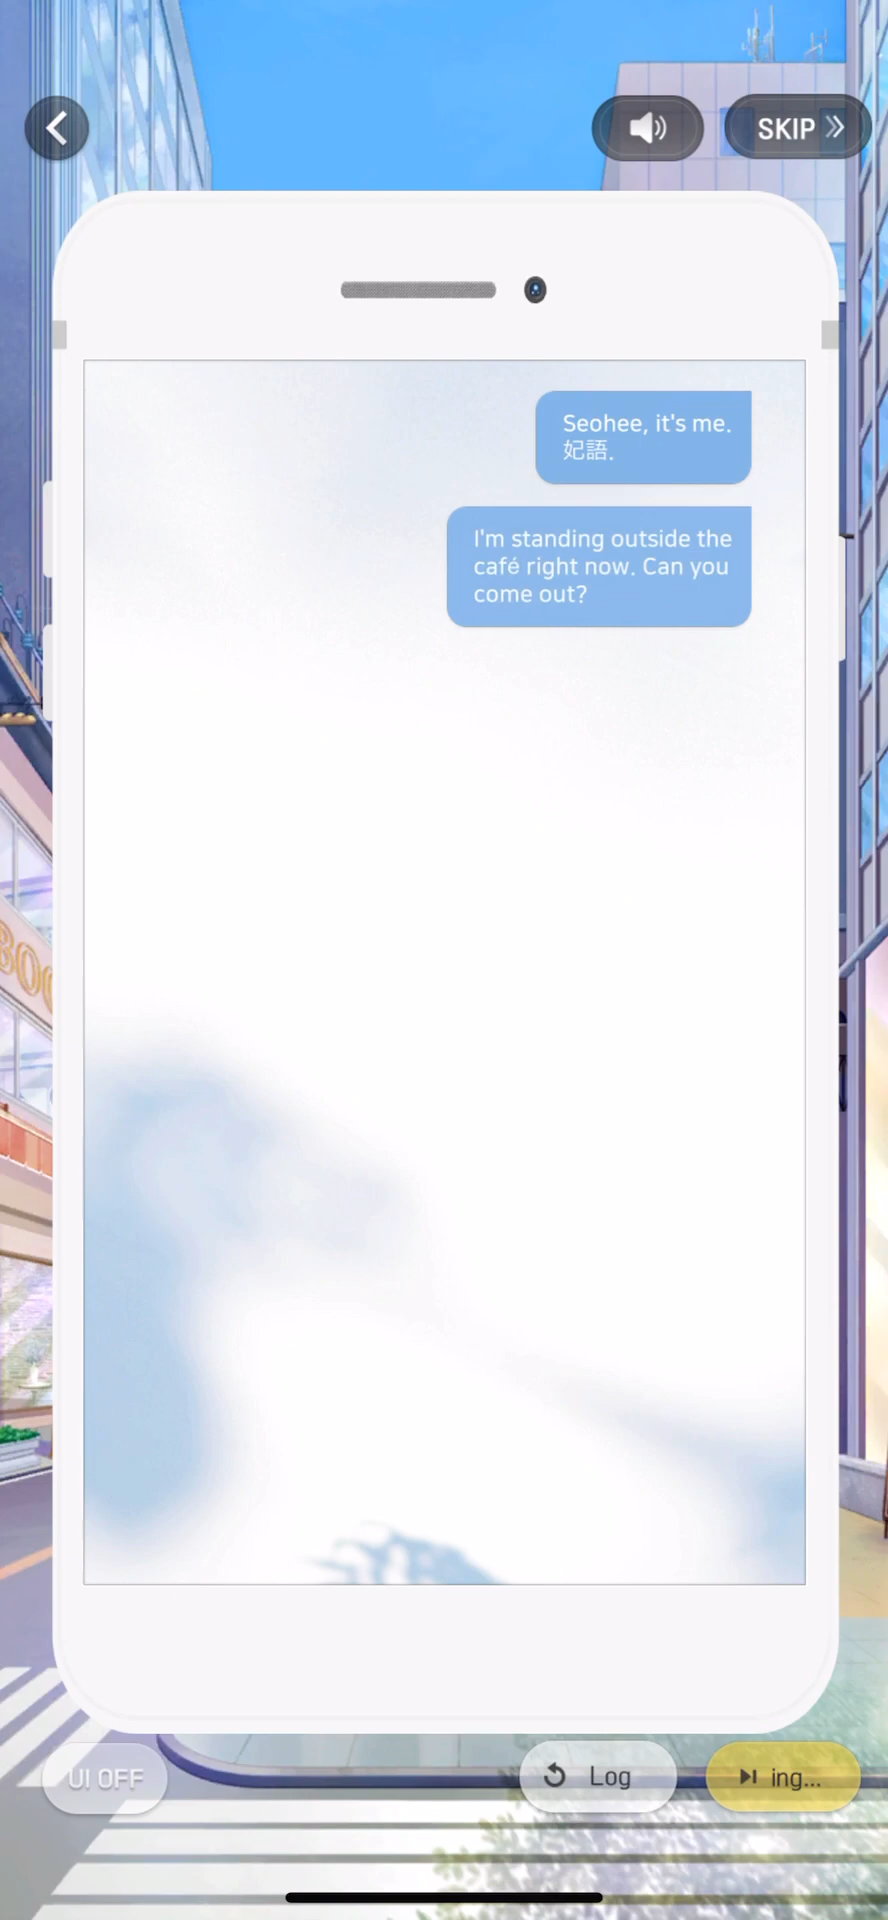 SKIP
Seohee, it's me.
妃語.
I'm standing outside the
café right now. Can you
come out?
BOO
UI OFF
Log
ing...